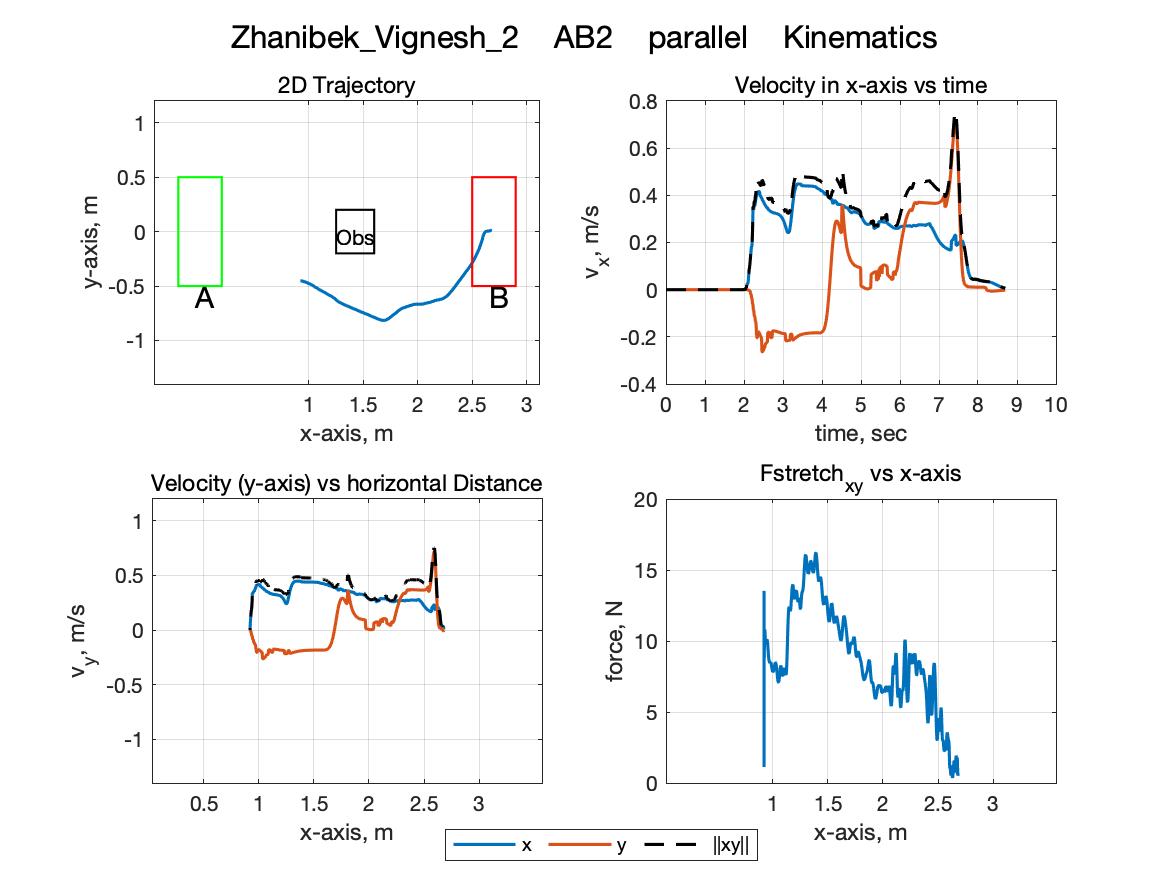 Zhanibek_Vignesh_2 AB2 parallel Kinematics
2D Trajectory
1
0.5
0
-0.5
-1
y-axis, m
A
Obs
B
1 1.5 2 2.5 3
x-axis, m
Velocity in x-axis vs time
0.8
0.6
0.4
0.2
0
-0.2
-0.4
v_x, m/s
0 1 2 3 4 5 6 7 8 9 10
time, sec
Velocity (y-axis) vs horizontal Distance
1
0.5
0
-0.5
-1
v_y, m/s
0.5 1 1.5 2 2.5 3
x-axis, m
Fstretch_xy vs x-axis
20
15
10
5
0
force, N
1 1.5 2 2.5 3
x-axis, m
x y ||xy||